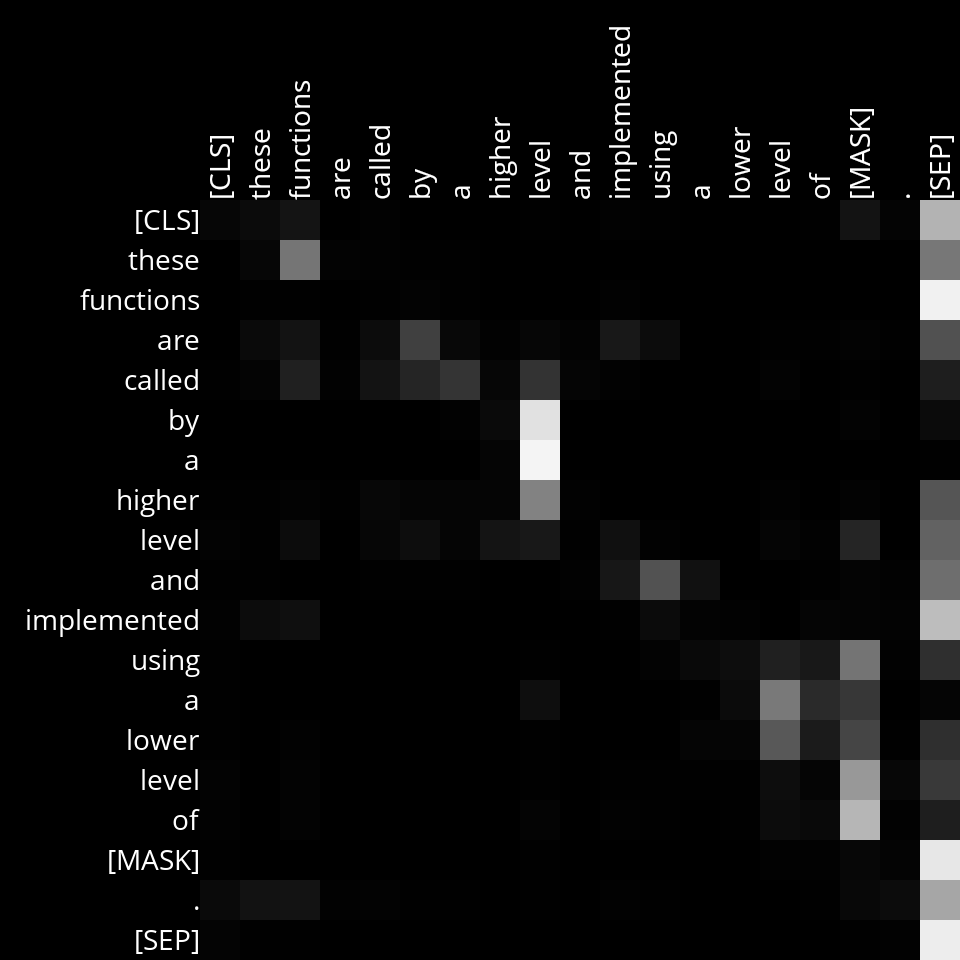 [CLS]
these
functions
are
called
by
a
higher
level
and
implemented
using
a
lower
level
of
[MASK]
.
[SEP]
[CLS]
these
functions
are
called
by
a
higher
level
and
implemented
using
a
lower
level
of
[MASK]
.
[SEP]